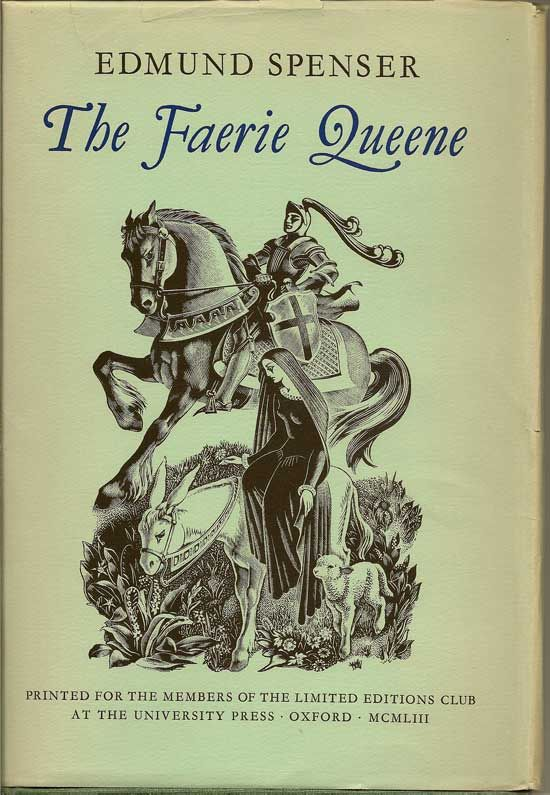 EDMUND SPENSER
The Faerie Queene
PRINTED FOR THE MEMBERS OF THE LIMITED EDITIONS CLUB
AT THE UNIVERSITY PRESS · OXFORD · MCMLIII